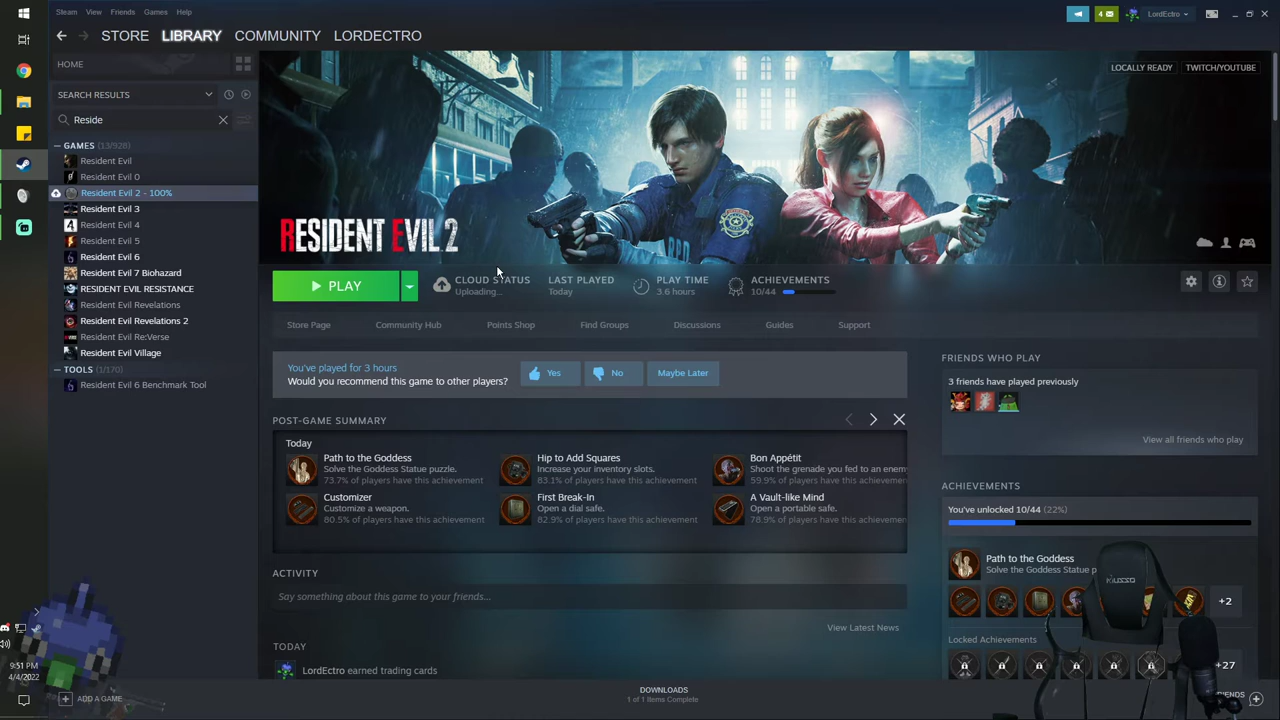 Steam View Friends Games Help
4
LordEctro
STORE LIBRARY COMMUNITY LORDECTRO
HOME
SEARCH RESULTS
Reside
GAMES (13/928)
Resident Evil
Resident Evil 0
Resident Evil 2 - 100%
Resident Evil 3
Resident Evil 4
Resident Evil 5
Resident Evil 6
Resident Evil 7 Biohazard
RESIDENT EVIL RESISTANCE
Resident Evil Revelations
Resident Evil Revelations 2
Resident Evil Re:Verse
Resident Evil Village
TOOLS (1/170)
Resident Evil 6 Benchmark Tool
9:51 PM
4/4/2022
ADD A GAME
LOCALLY READY TWITCH/YOUTUBE
RESIDENT EVIL 2
PLAY
CLOUD STATUS
Uploading...
LAST PLAYED
Today
PLAY TIME
3.6 hours
ACHIEVEMENTS
10/44
Store Page Community Hub Points Shop Find Groups Discussions Guides Support
You've played for 3 hours
Would you recommend this game to other players?
Yes No Maybe Later
POST-GAME SUMMARY
Today
Path to the Goddess
Solve the Goddess Statue puzzle.
73.7% of players have this achievement
Hip to Add Squares
Increase your inventory slots.
83.1% of players have this achievement
Bon Appétit
Shoot the grenade you fed to an enemy
59.9% of players have this achievement
Customizer
Customize a weapon.
80.5% of players have this achievement
First Break-In
Open a dial safe.
82.9% of players have this achievement
A Vault-like Mind
Open a portable safe.
78.9% of players have this achievement
ACTIVITY
Say something about this game to your friends...
View Latest News
TODAY
LordEctro earned trading cards
FRIENDS WHO PLAY
3 friends have played previously
View all friends who play
ACHIEVEMENTS
You've unlocked 10/44 (22%)
Path to the Goddess
Solve the Goddess Statue p
+2
Locked Achievements
+27
DOWNLOADS
1 of 1 Items Complete